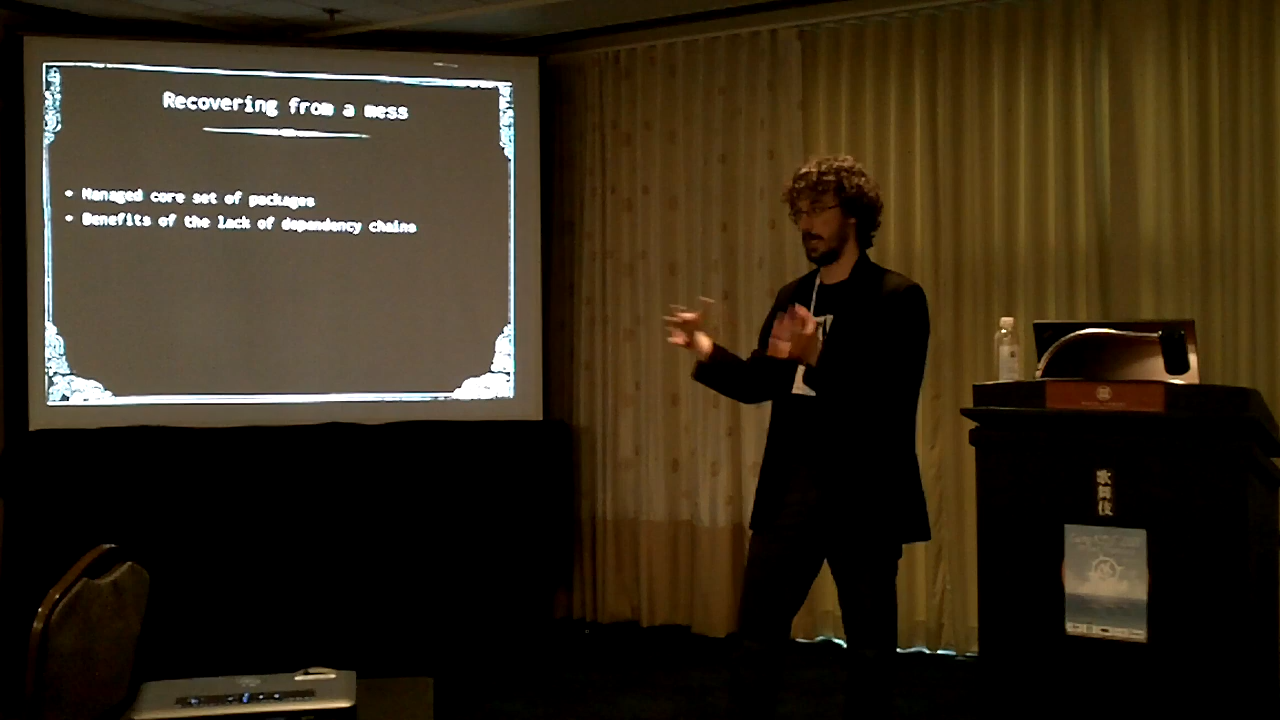 Recovering from a mess
• Managed core set of packages
• Benefits of the lack of dependency chains
歌舞伎